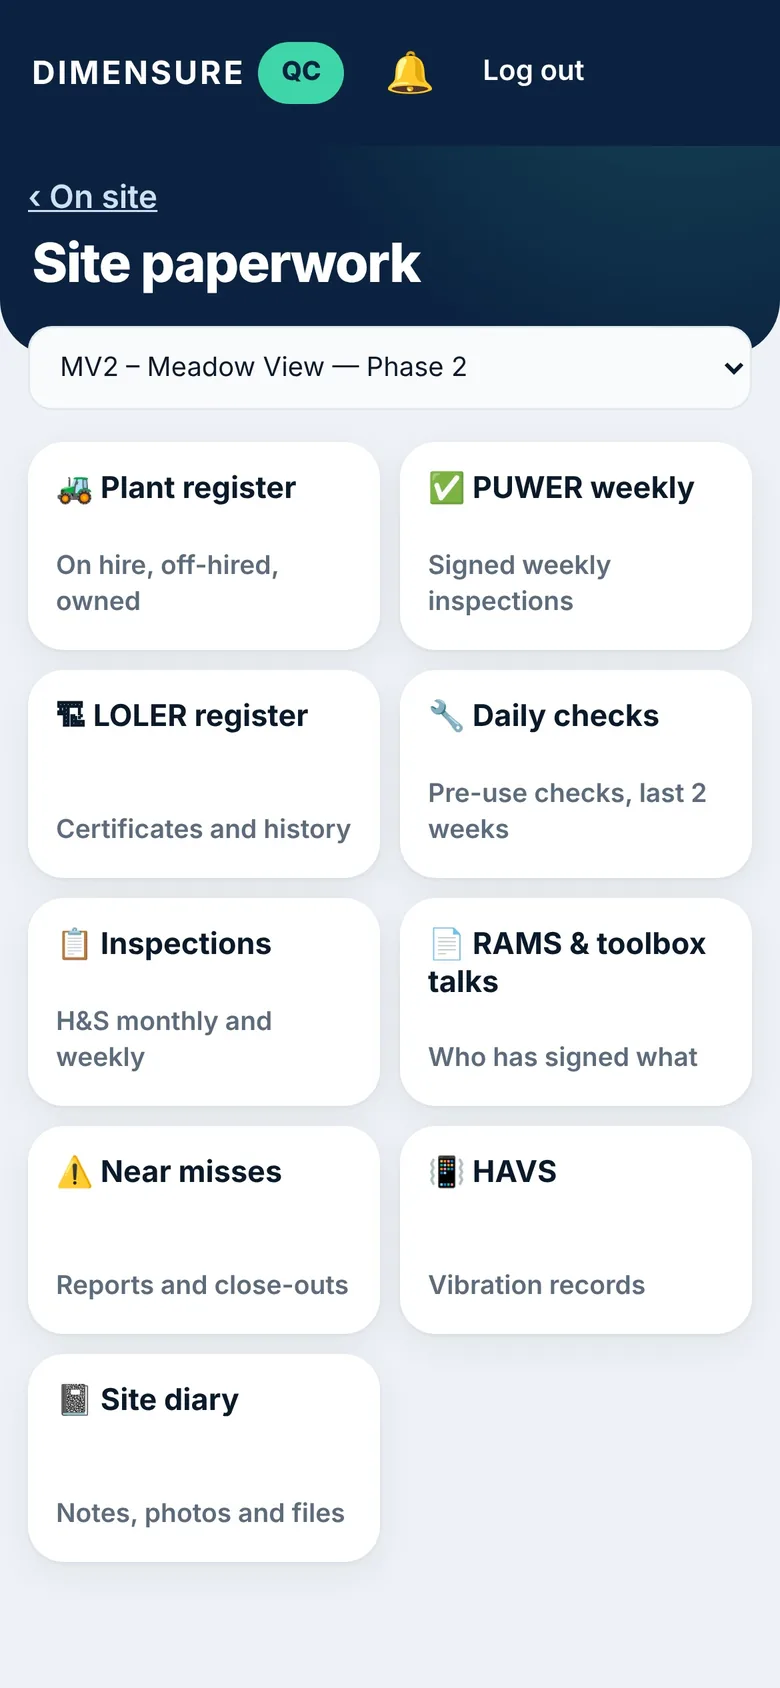 DIMENSURE QC 🔔 Log out
‹ On site
Site paperwork
MV2 – Meadow View — Phase 2
🚜 Plant register
On hire, off-hired,
owned
✅ PUWER weekly
Signed weekly
inspections
🏗 LOLER register
Certificates and history
🔧 Daily checks
Pre-use checks, last 2
weeks
📋 Inspections
H&S monthly and
weekly
📄 RAMS & toolbox
talks
Who has signed what
⚠️ Near misses
Reports and close-outs
📳 HAVS
Vibration records
📓 Site diary
Notes, photos and files